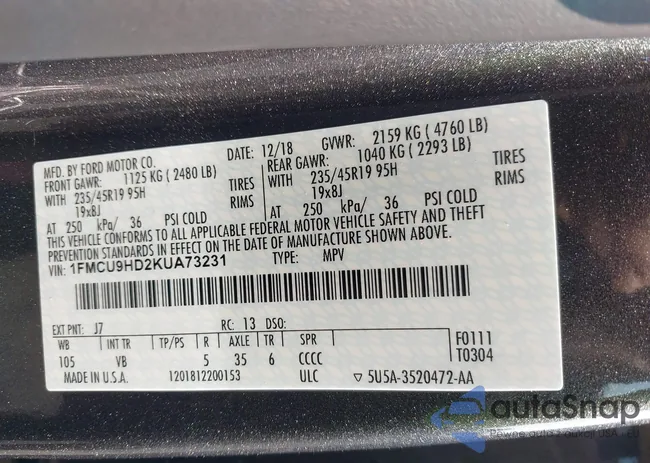 MFD. BY FORD MOTOR CO.
DATE: 12/18
GVWR: 2159 KG ( 4760 LB)
FRONT GAWR: 1125 KG ( 2480 LB)
REAR GAWR: 1040 KG ( 2293 LB)
WITH 235/45R19 95H TIRES
WITH 235/45R19 95H TIRES
19x8J RIMS
19x8J RIMS
AT 250 kPa/ 36 PSI COLD
AT 250 kPa/ 36 PSI COLD
THIS VEHICLE CONFORMS TO ALL APPLICABLE FEDERAL MOTOR VEHICLE SAFETY AND THEFT
PREVENTION STANDARDS IN EFFECT ON THE DATE OF MANUFACTURE SHOWN ABOVE.
VIN: 1FMCU9HD2KUA73231 TYPE: MPV
EXT PNT: J7 RC: 13 DSO:
WB INT TR TP/PS R AXLE TR SPR F0111
105 VB 5 35 6 CCCC T0304
MADE IN U.S.A. 1201812200153 ULC ▽ 5U5A-3520472-AA
autoSnap